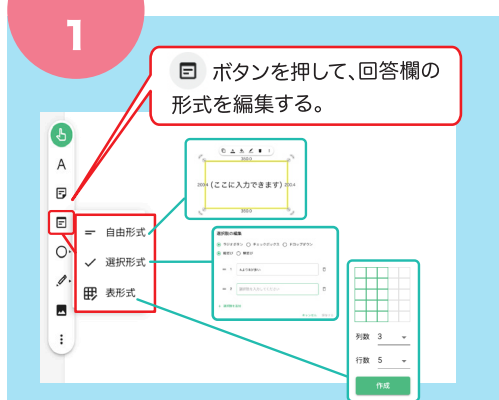 1
ボタンを押して、回答欄の
形式を編集する。
A
自由形式
選択形式
表形式
300.0
200.4 (ここに入力できます) 200.4
300.0
選択肢の編集
ラジオボタン チェックボックス ドロップダウン
1
2
列数 3
行数 5
作成